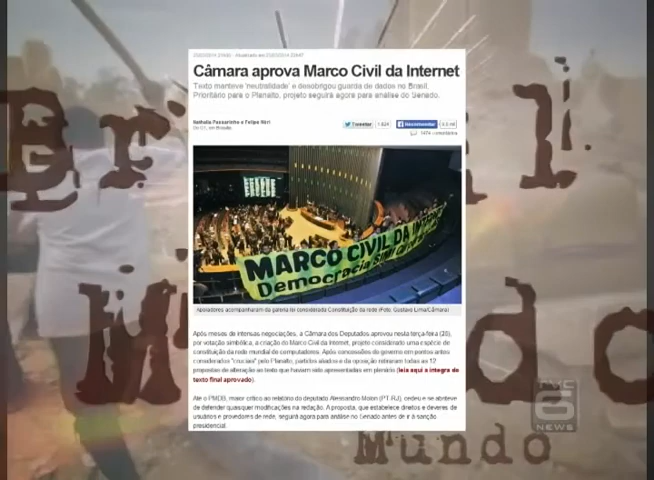 Câmara aprova Marco Civil da Internet
Texto manteve 'neutralidade' e desobrigou guarda de dados no Brasil.
Prioritário para o Planalto, projeto seguirá agora para análise do Senado.
Nathalia Passarinho e Felipe Néri
Do G1, em Brasília
Tweeter
Recomendar
MARCO CIVIL DA
Democracia SIM!
Apoiadores acompanharam da galeria lei considerada Constituição da rede (Foto: Gustavo Lima/Câmara)
Após meses de intensas negociações, a Câmara dos Deputados aprovou nesta terça-feira (25),
por votação simbólica, a criação do Marco Civil da Internet, projeto considerado uma espécie de
constituição da rede mundial de computadores. Após concessões do governo em pontos antes
considerados "cruciais" pelo Planalto, partidos aliados e da oposição retiraram todas as 12
propostas de alteração ao texto que haviam sido apresentadas em plenário (leia aqui a íntegra do
texto final aprovado).
Até o PMDB, maior crítico ao relatório do deputado Alessandro Molon (PT-RJ), cedeu e se absteve
de defender quaisquer modificações na redação. A proposta, que estabelece direitos e deveres de
usuários e provedores de rede, seguirá agora para análise no Senado antes de ir à sanção
presidencial.
TVC
6
NEWS
Mundo